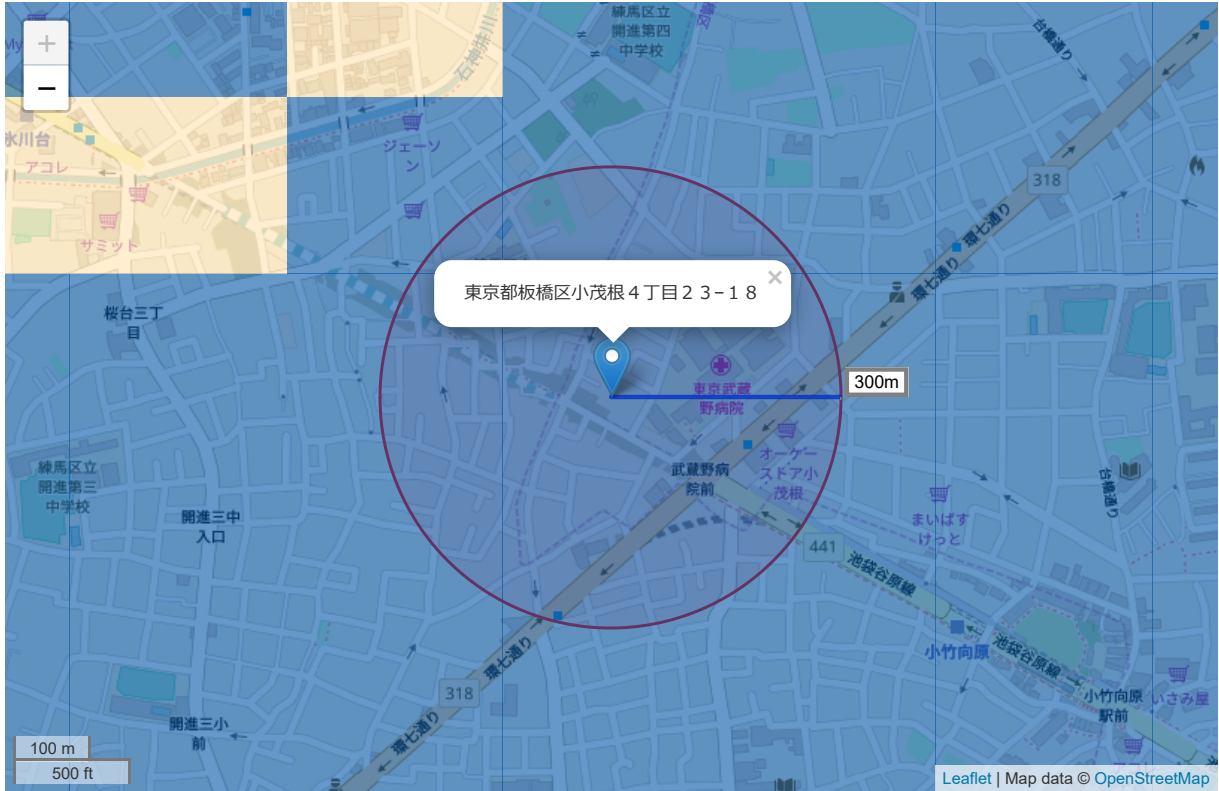 +
−
練馬区立
開進第四
中学校
石神井川
台橋通り
氷川台
アコレ
ジェーソ
ン
サミット
318
環七通り
環七通り
東京都板橋区小茂根４丁目２３−１８
×
桜台三丁
目
東京武蔵
野病院
300m
オーケー
ストア小
茂根
武蔵野病
院前
練馬区立
開進第三
中学校
台橋通り
開進三中
入口
まいばす
けっと
441
池袋谷原線
小竹向原
池袋谷原線
環七通り
318
小竹向原
駅前
いさみ屋
開進三小
前
環七通り
100 m
500 ft
Leaflet | Map data © OpenStreetMap